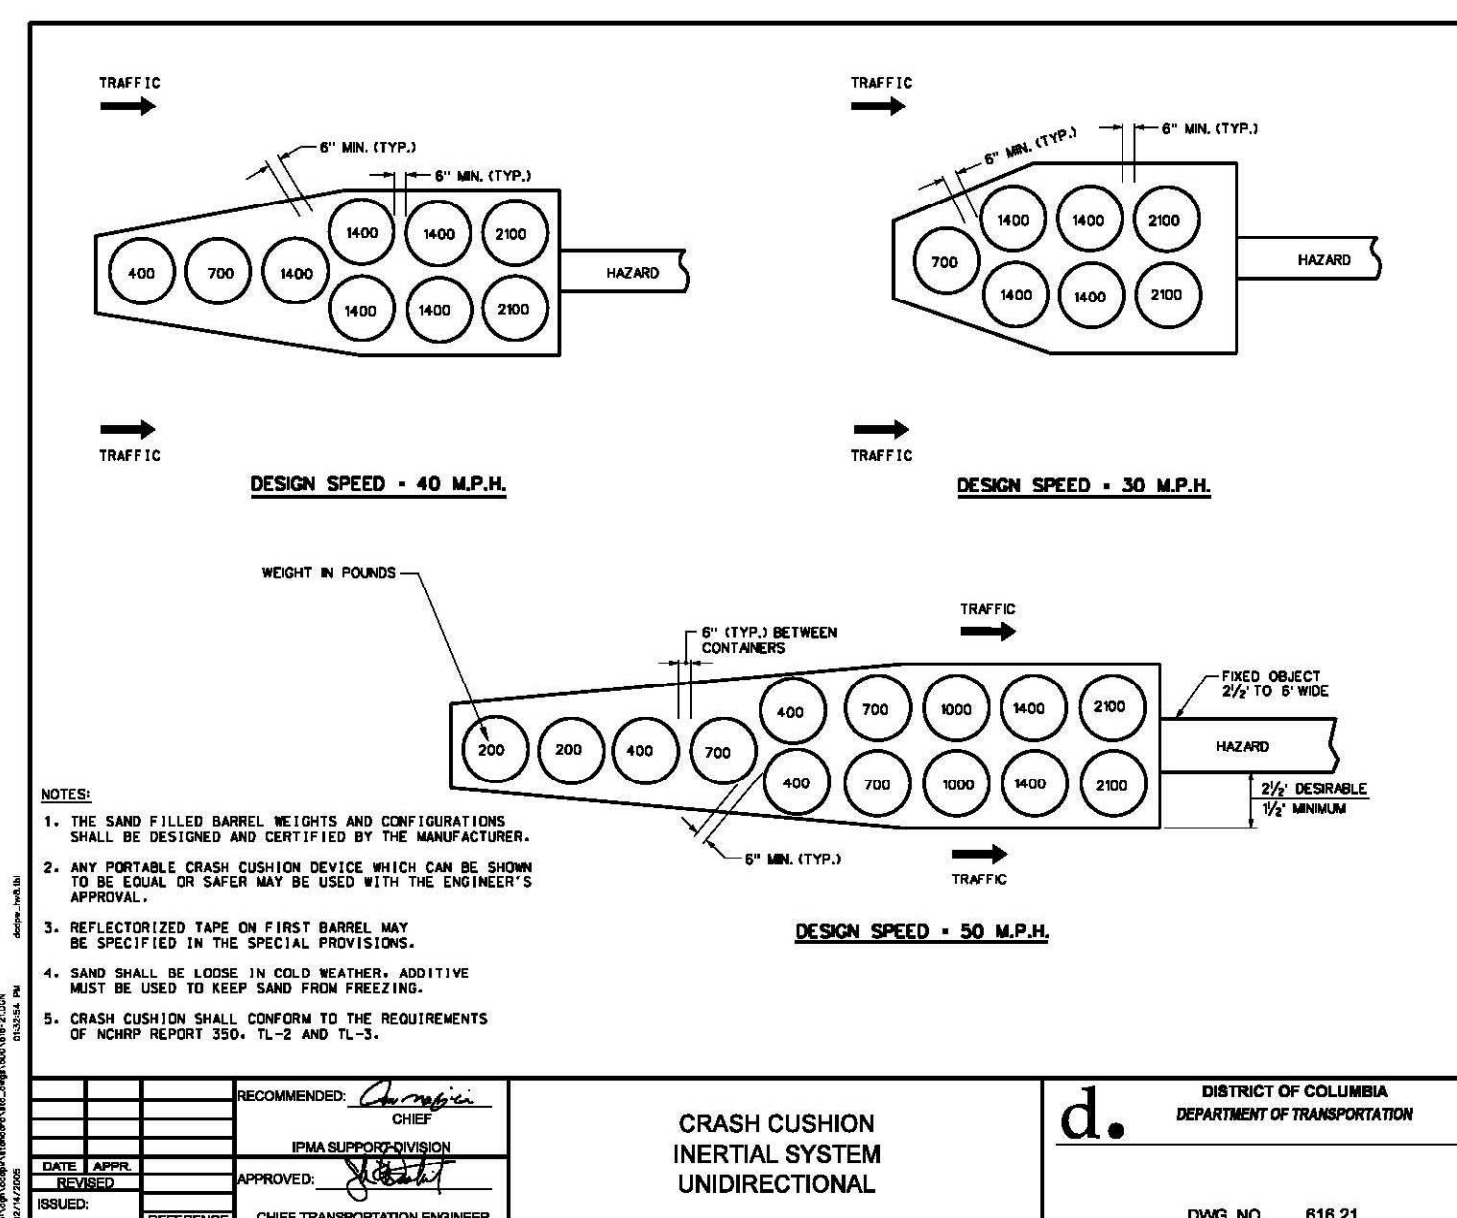 TRAFFIC
6" MIN. (TYP.)
6" MIN. (TYP.)
400 700 1400 1400 1400 2100
1400 1400 2100
HAZARD
TRAFFIC
DESIGN SPEED = 40 M.P.H.
TRAFFIC
6" MIN. (TYP.)
6" MIN. (TYP.)
700 1400 1400 2100
1400 1400 2100
HAZARD
TRAFFIC
DESIGN SPEED = 30 M.P.H.
WEIGHT IN POUNDS
6" (TYP.) BETWEEN
CONTAINERS
TRAFFIC
FIXED OBJECT
2½' TO 6' WIDE
200 200 400 700 400 700 1000 1400 2100
400 700 1000 1400 2100
HAZARD
2½' DESIRABLE
1½' MINIMUM
6" MIN. (TYP.)
TRAFFIC
DESIGN SPEED = 50 M.P.H.
NOTES:
1. THE SAND FILLED BARREL WEIGHTS AND CONFIGURATIONS
SHALL BE DESIGNED AND CERTIFIED BY THE MANUFACTURER.
2. ANY PORTABLE CRASH CUSHION DEVICE WHICH CAN BE SHOWN
TO BE EQUAL OR SAFER MAY BE USED WITH THE ENGINEER'S
APPROVAL.
3. REFLECTORIZED TAPE ON FIRST BARREL MAY
BE SPECIFIED IN THE SPECIAL PROVISIONS.
4. SAND SHALL BE LOOSE IN COLD WEATHER. ADDITIVE
MUST BE USED TO KEEP SAND FROM FREEZING.
5. CRASH CUSHION SHALL CONFORM TO THE REQUIREMENTS
OF NCHRP REPORT 350. TL-2 AND TL-3.
01:32:54 PM
12/14/2005
DATE APPR.
REVISED
ISSUED:
REFERENCE
RECOMMENDED:
CHIEF
IPMA SUPPORT DIVISION
APPROVED:
CHIEF TRANSPORTATION ENGINEER
CRASH CUSHION
INERTIAL SYSTEM
UNIDIRECTIONAL
d.
DISTRICT OF COLUMBIA
DEPARTMENT OF TRANSPORTATION
DWG. NO. 616.21